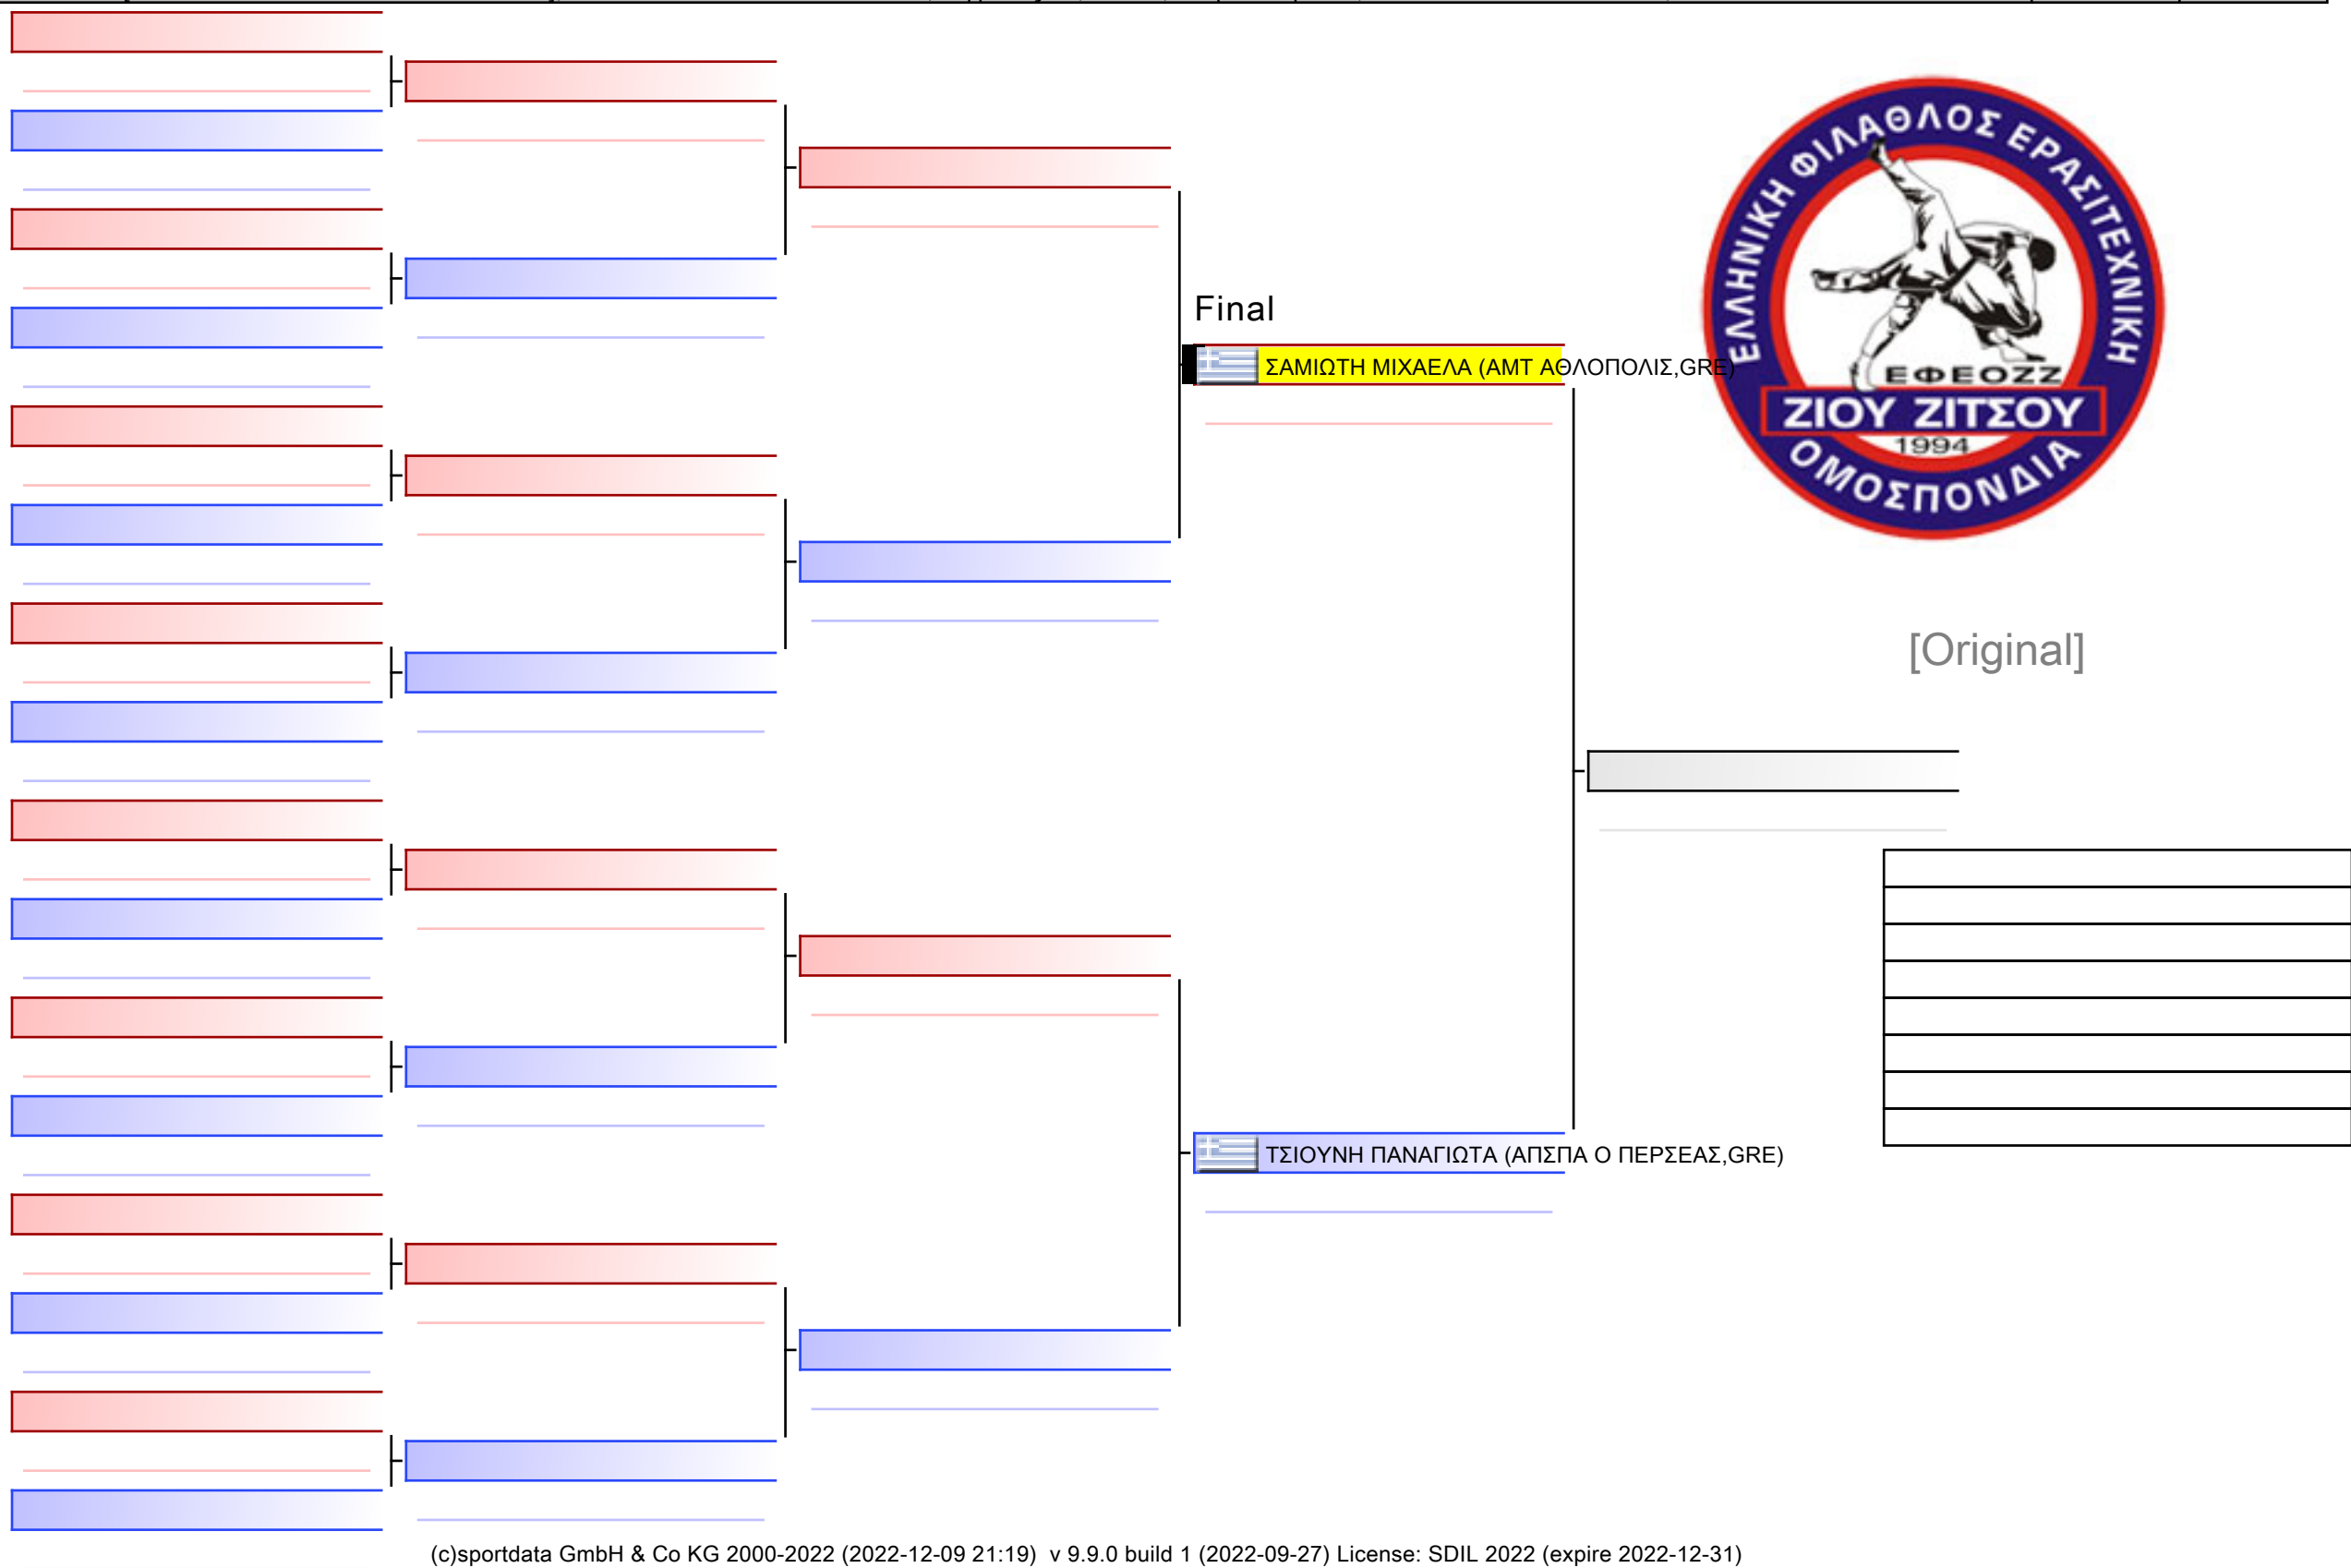 Final
ΣΑΜΙΩΤΗ ΜΙΧΑΕΛΑ (ΑΜΤ ΑΘΛΟΠΟΛΙΣ,GRE)
ΕΛΛΗΝΙΚΗ ΦΙΛΑΘΛΟΣ ΕΡΑΣΙΤΕΧΝΙΚΗ
ΕΦΕΟΖΖ
ΖΙΟΥ ΖΙΤΣΟΥ
1994
ΟΜΟΣΠΟΝΔΙΑ
[Original]
ΤΣΙΟΥΝΗ ΠΑΝΑΓΙΩΤΑ (ΑΠΣΠΑ Ο ΠΕΡΣΕΑΣ,GRE)
(c)sportdata GmbH & Co KG 2000-2022 (2022-12-09 21:19) v 9.9.0 build 1 (2022-09-27) License: SDIL 2022 (expire 2022-12-31)